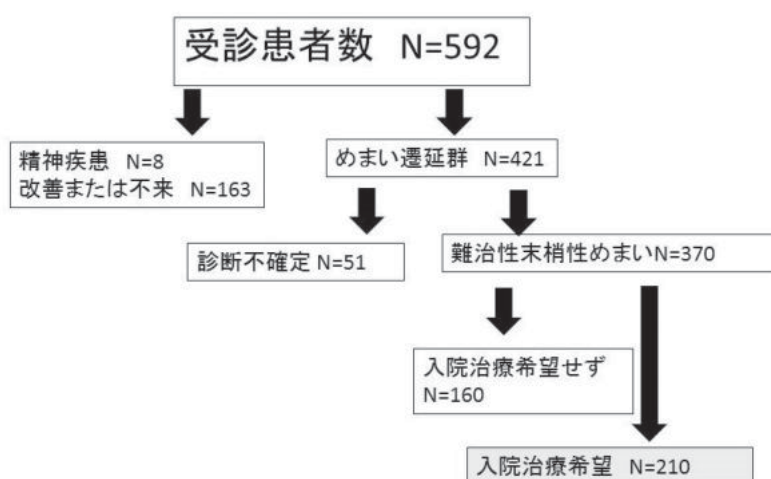 受診患者数 N=592
精神疾患 N=8
改善または不来 N=163
めまい遷延群 N=421
診断不確定 N=51
難治性末梢性めまいN=370
入院治療希望せず
N=160
入院治療希望 N=210